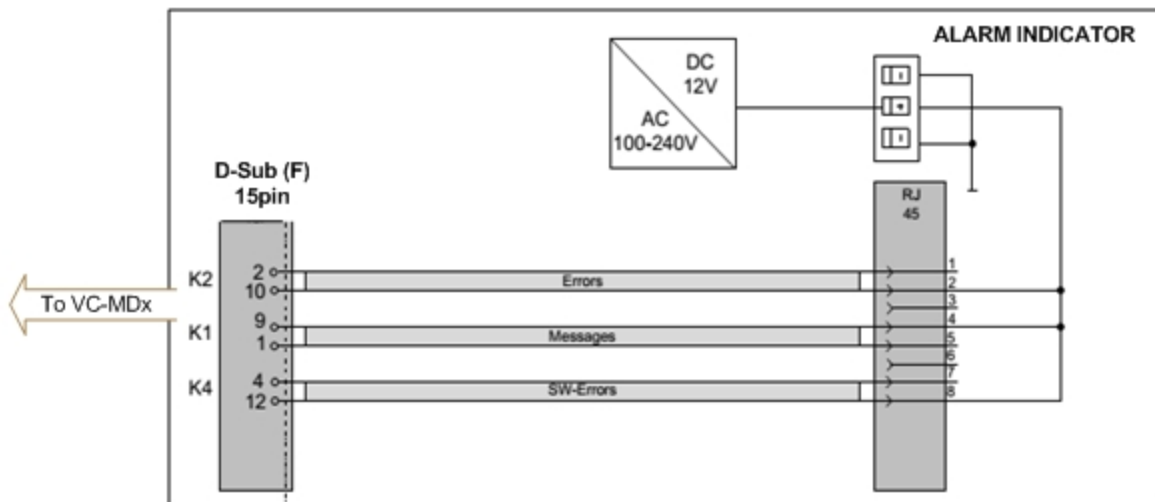 ALARM INDICATOR
DC
12V
AC
100-240V
D-Sub (F)
15pin
RJ
45
K2
2
10
Errors
1
2
3
To VC-MDx
K1
9
1
Messages
4
5
6
K4
4
12
SW-Errors
7
8